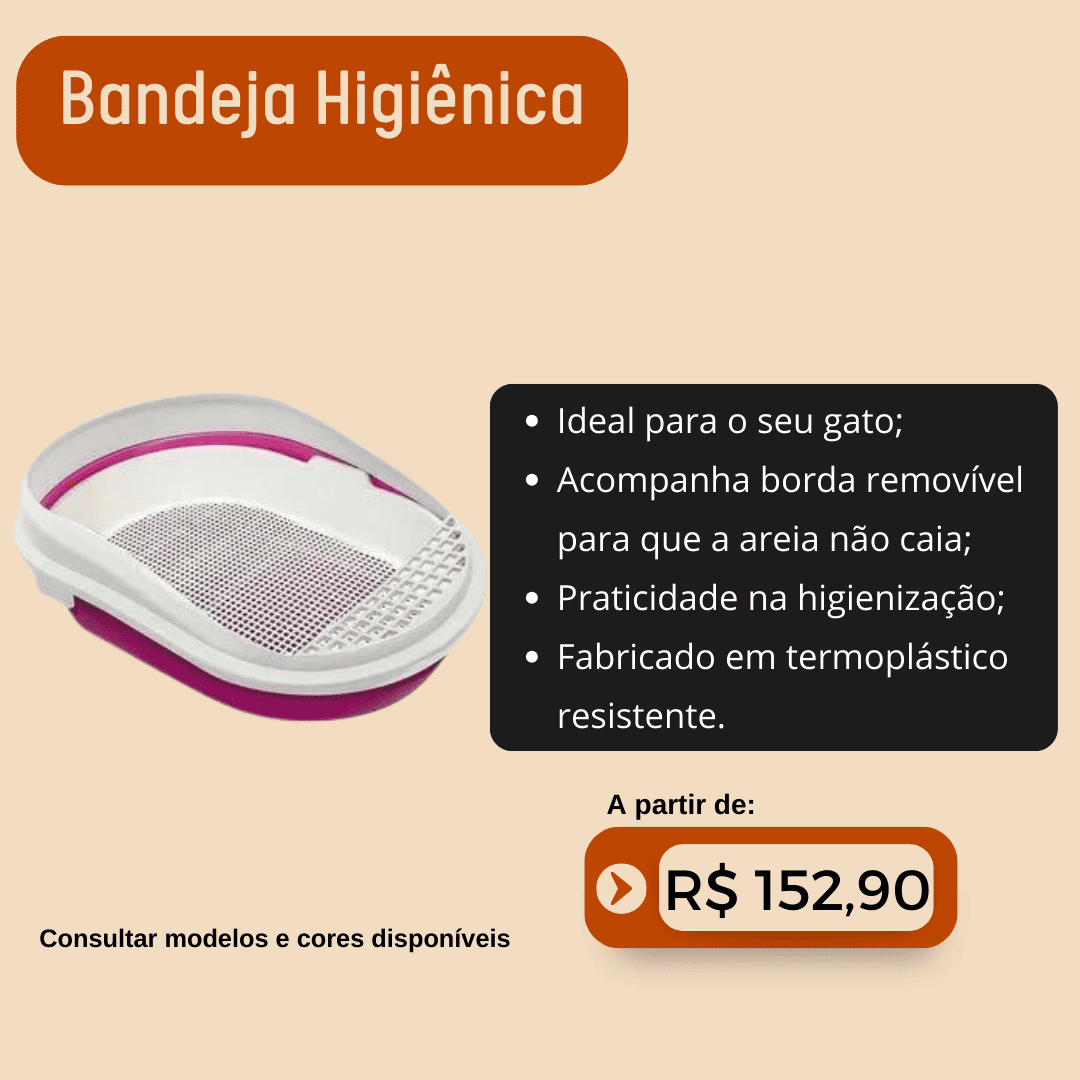 Bandeja Higiênica
• Ideal para o seu gato;
• Acompanha borda removível
para que a areia não caia;
• Praticidade na higienização;
• Fabricado em termoplástico
resistente.
A partir de:
R$ 152,90
Consultar modelos e cores disponíveis